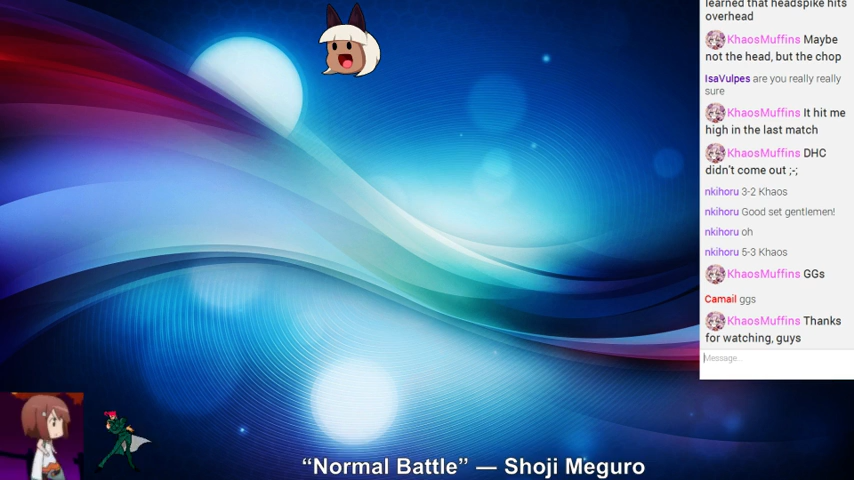 learned that headspike hits
overhead
KhaosMuffins Maybe
not the head, but the chop
IsaVulpes are you really really
sure
KhaosMuffins It hit me
high in the last match
KhaosMuffins DHC
didn't come out ;-;
nkihoru 3-2 Khaos
nkihoru Good set gentlemen!
nkihoru oh
nkihoru 5-3 Khaos
KhaosMuffins GGs
Camail ggs
KhaosMuffins Thanks
for watching, guys
Message...
“Normal Battle” — Shoji Meguro